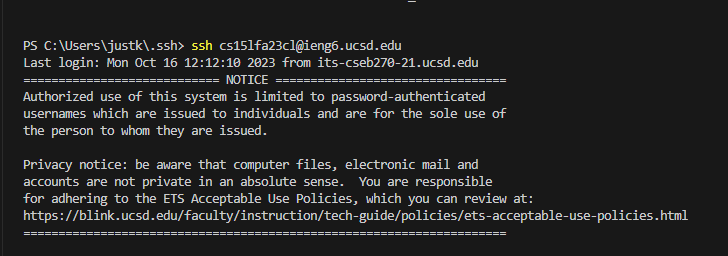 PS C:\Users\justk\.ssh> ssh cs15lfa23cl@ieng6.ucsd.edu
Last login: Mon Oct 16 12:12:10 2023 from its-cseb270-21.ucsd.edu
============================ NOTICE =================================
Authorized use of this system is limited to password-authenticated
usernames which are issued to individuals and are for the sole use of
the person to whom they are issued.
Privacy notice: be aware that computer files, electronic mail and
accounts are not private in an absolute sense.  You are responsible
for adhering to the ETS Acceptable Use Policies, which you can review at:
https://blink.ucsd.edu/faculty/instruction/tech-guide/policies/ets-acceptable-use-policies.html
=====================================================================